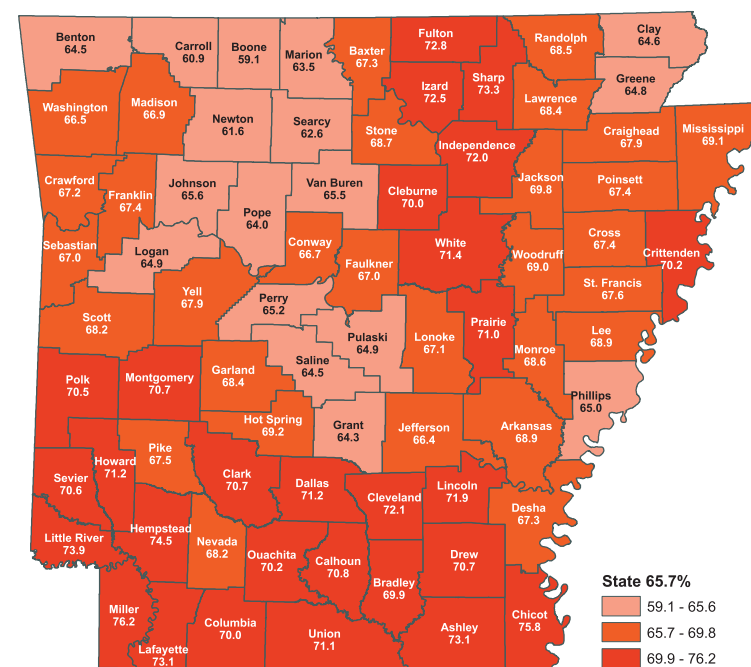 Benton
64.5
Carroll
60.9
Boone
59.1
Marion
63.5
Baxter
67.3
Fulton
72.8
Randolph
68.5
Clay
64.6
Greene
64.8
Izard
72.5
Sharp
73.3
Lawrence
68.4
Washington
66.5
Madison
66.9
Newton
61.6
Searcy
62.6
Stone
68.7
Independence
72.0
Craighead
67.9
Mississippi
69.1
Crawford
67.2
Franklin
67.4
Johnson
65.6
Pope
64.0
Van Buren
65.5
Cleburne
70.0
Jackson
69.8
Poinsett
67.4
Sebastian
67.0
Logan
64.9
Conway
66.7
Faulkner
67.0
White
71.4
Woodruff
69.0
Cross
67.4
Crittenden
70.2
St. Francis
67.6
Scott
68.2
Yell
67.9
Perry
65.2
Pulaski
64.9
Lonoke
67.1
Prairie
71.0
Monroe
68.6
Lee
68.9
Polk
70.5
Montgomery
70.7
Garland
68.4
Saline
64.5
Phillips
65.0
Hot Spring
69.2
Grant
64.3
Jefferson
66.4
Arkansas
68.9
Howard
71.2
Pike
67.5
Clark
70.7
Sevier
70.6
Dallas
71.2
Cleveland
72.1
Lincoln
71.9
Desha
67.3
Little River
73.9
Hempstead
74.5
Nevada
68.2
Ouachita
70.2
Calhoun
70.8
Bradley
69.9
Drew
70.7
Miller
76.2
Lafayette
73.1
Columbia
70.0
Union
71.1
Ashley
73.1
Chicot
75.8
State 65.7%
59.1 - 65.6
65.7 - 69.8
69.9 - 76.2